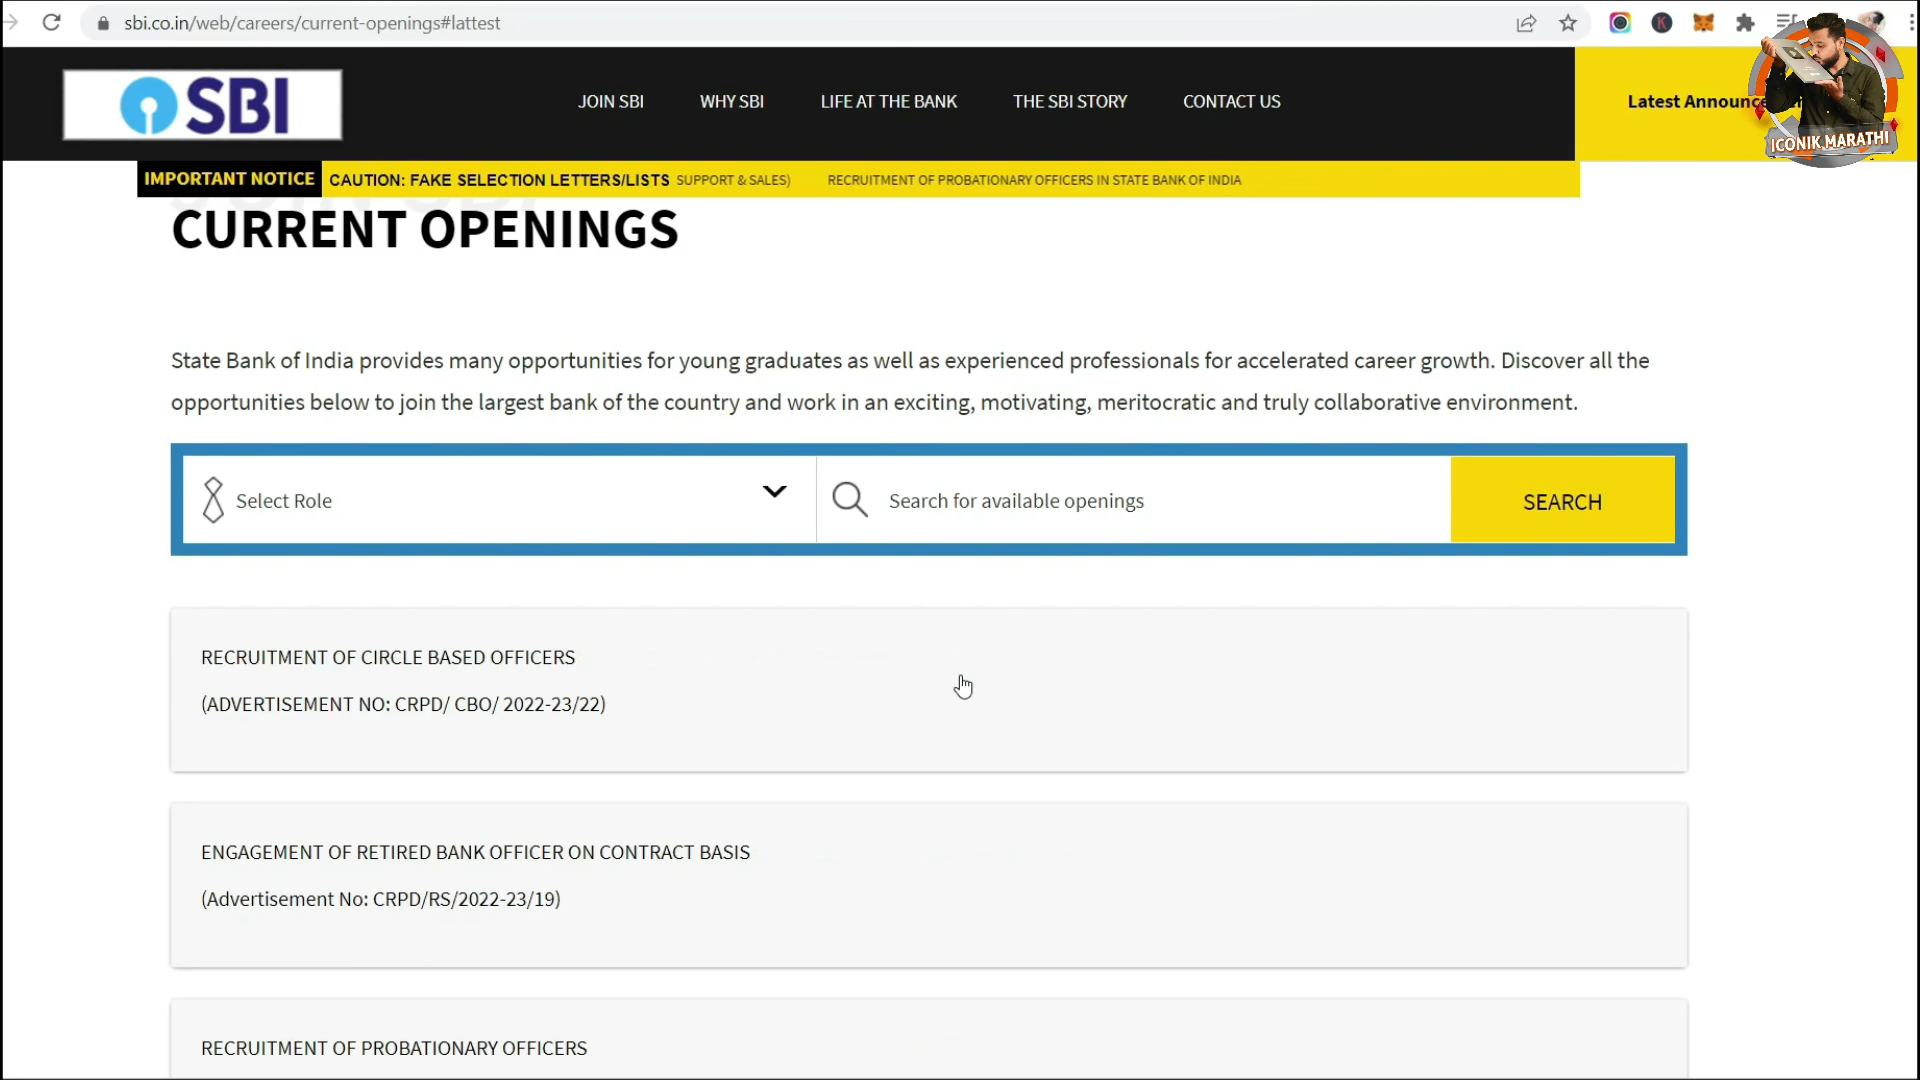 sbi.co.in/web/careers/current-openings#lattest
SBI
JOIN SBI
WHY SBI
LIFE AT THE BANK
THE SBI STORY
CONTACT US
Latest
ICONIK MARATHI
IMPORTANT NOTICE
CAUTION: FAKE SELECTION LETTERS/LISTS
SUPPORT & SALES)
RECRUITMENT OF PROBATIONARY OFFICERS IN STATE BANK OF INDIA
CURRENT OPENINGS
State Bank of India provides many opportunities for young graduates as well as experienced professionals for accelerated career growth. Discover all the
opportunities below to join the largest bank of the country and work in an exciting, motivating, meritocratic and truly collaborative environment.
Select Role
Search for available openings
SEARCH
RECRUITMENT OF CIRCLE BASED OFFICERS
(ADVERTISEMENT NO: CRPD/ CBO/ 2022-23/22)
ENGAGEMENT OF RETIRED BANK OFFICER ON CONTRACT BASIS
(Advertisement No: CRPD/RS/2022-23/19)
RECRUITMENT OF PROBATIONARY OFFICERS